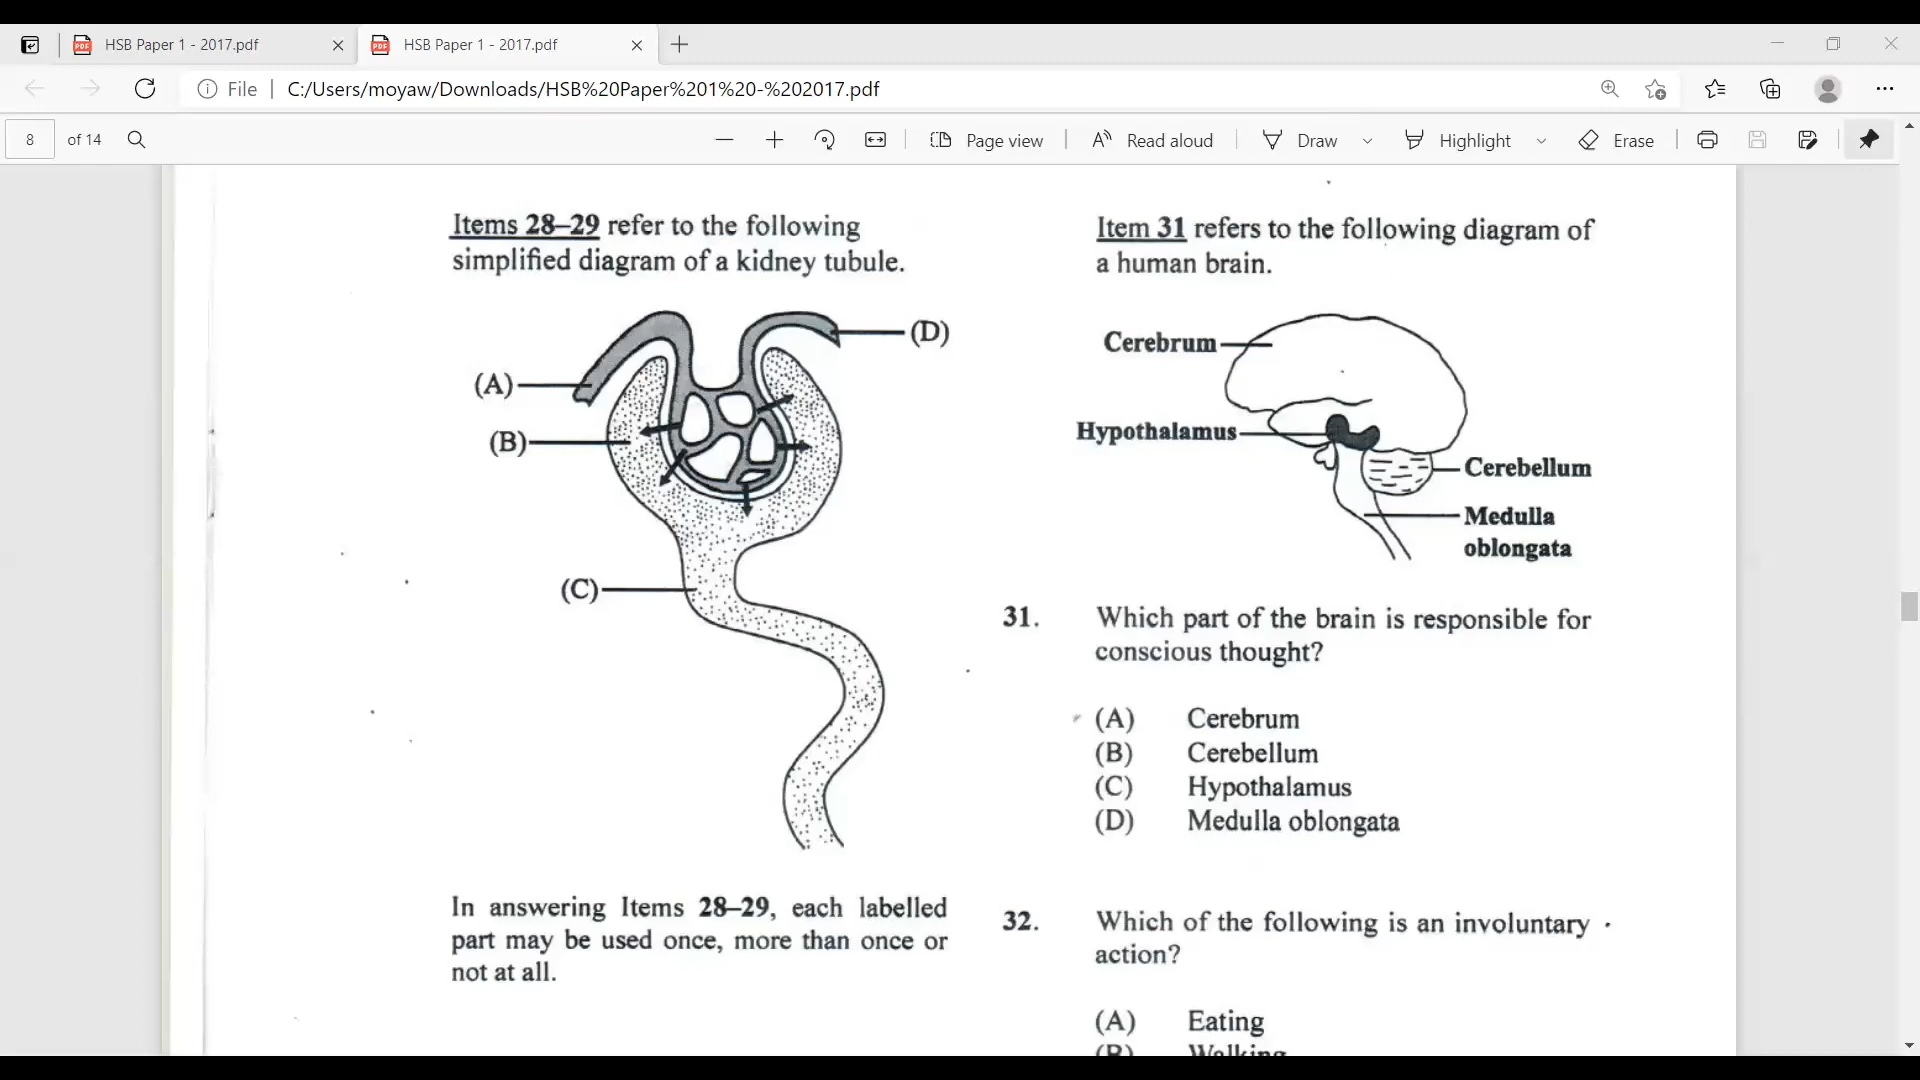 HSB Paper 1 - 2017.pdf
HSB Paper 1 - 2017.pdf
File
C:/Users/moyaw/Downloads/HSB%20Paper%201%20-%202017.pdf
8 of 14
Page view
Read aloud
Draw
Highlight
Erase
Items 28–29 refer to the following
simplified diagram of a kidney tubule.
(D)
(A)
(B)
(C)
In answering Items 28–29, each labelled
part may be used once, more than once or
not at all.
Item 31 refers to the following diagram of
a human brain.
Cerebrum
Hypothalamus
Cerebellum
Medulla
oblongata
31. Which part of the brain is responsible for
conscious thought?
(A) Cerebrum
(B) Cerebellum
(C) Hypothalamus
(D) Medulla oblongata
32. Which of the following is an involuntary
action?
(A) Eating
(B) Walking